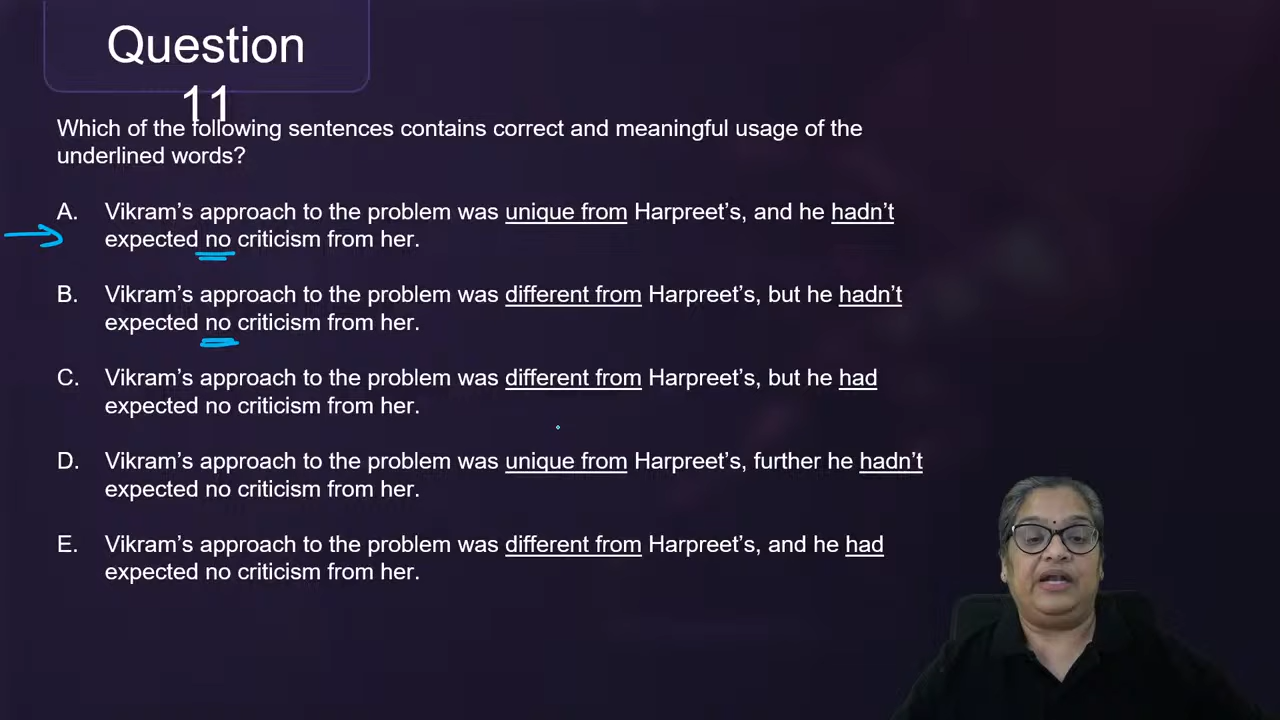 Question
11
Which of the following sentences contains correct and meaningful usage of the
underlined words?
A. Vikram’s approach to the problem was unique from Harpreet’s, and he hadn’t
expected no criticism from her.
B. Vikram’s approach to the problem was different from Harpreet’s, but he hadn’t
expected no criticism from her.
C. Vikram’s approach to the problem was different from Harpreet’s, but he had
expected no criticism from her.
D. Vikram’s approach to the problem was unique from Harpreet’s, further he hadn’t
expected no criticism from her.
E. Vikram’s approach to the problem was different from Harpreet’s, and he had
expected no criticism from her.